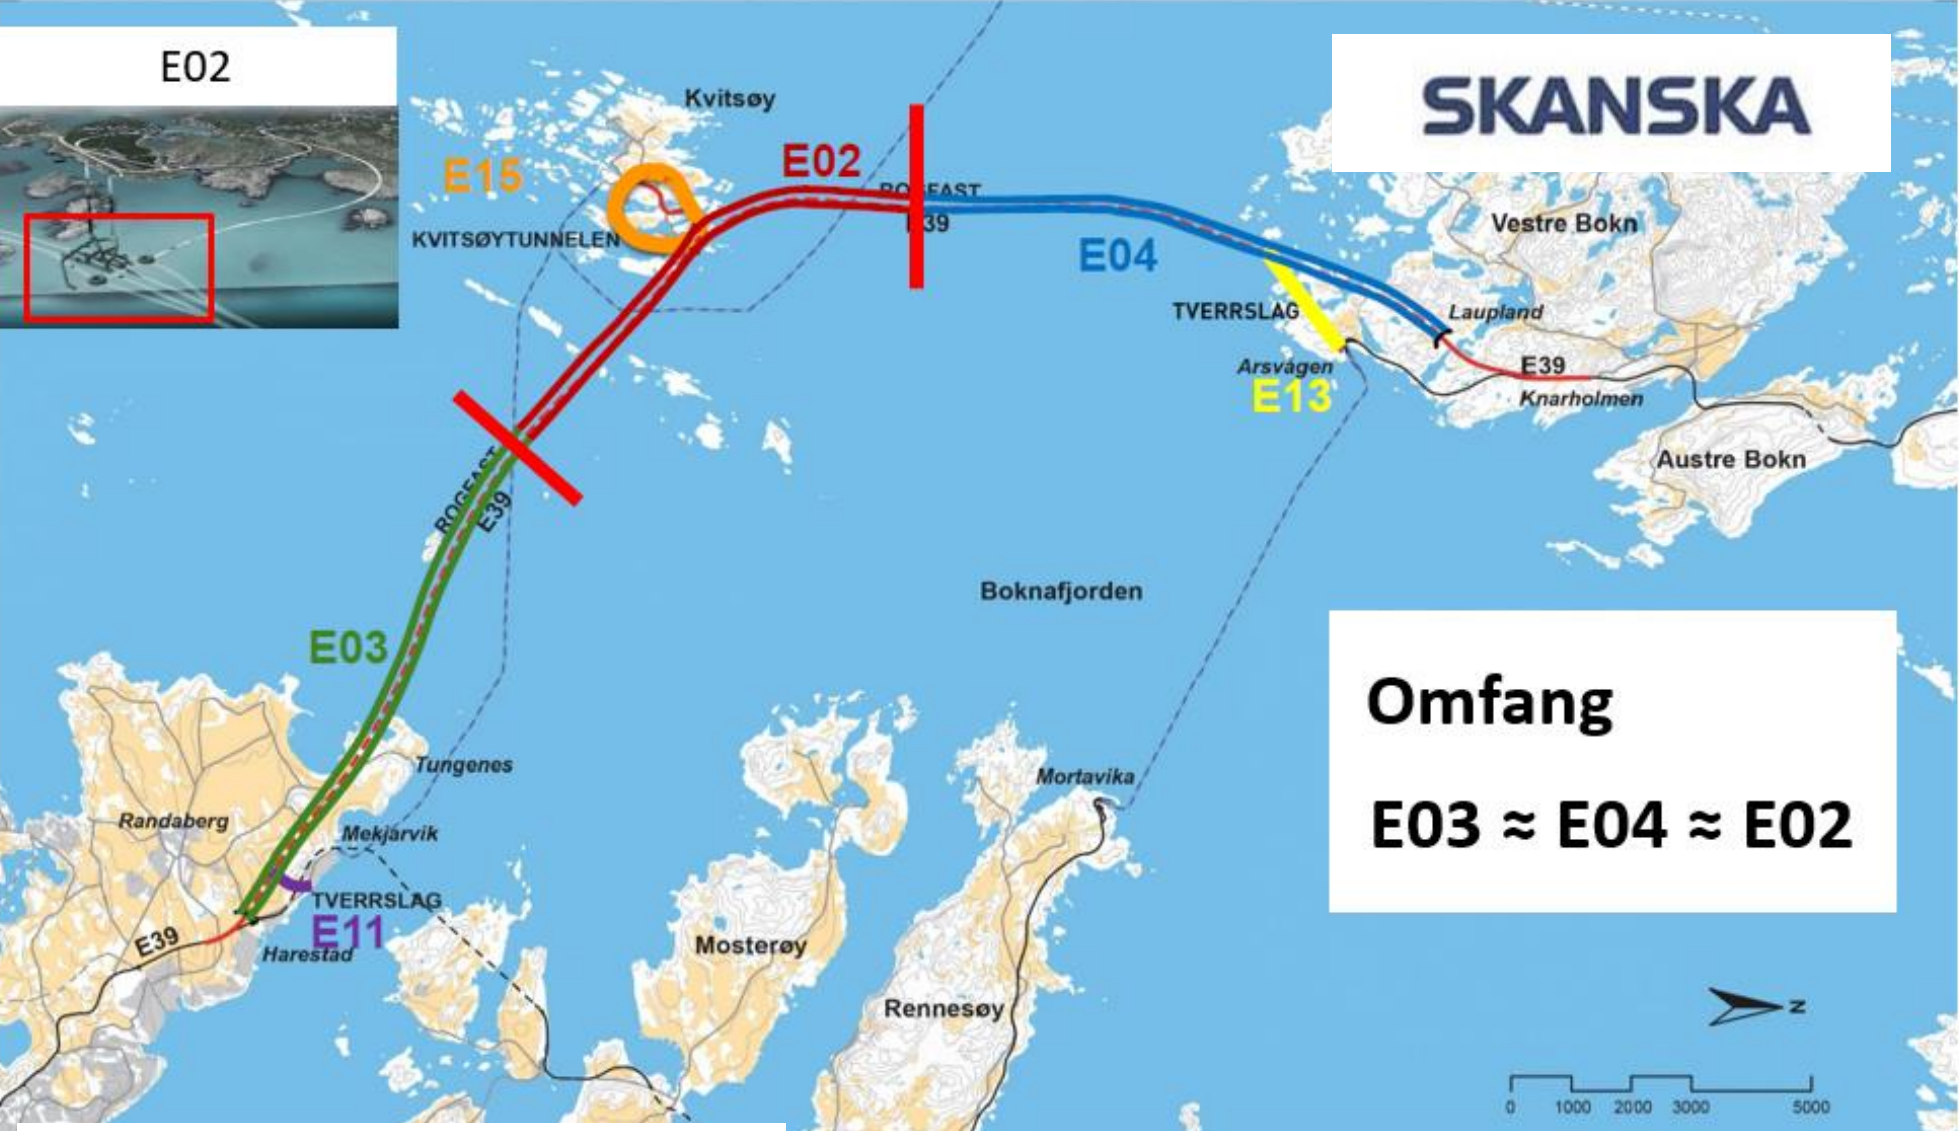 E02
SKANSKA
Kvitsøy
E15
E02
ROGFAST
E39
KVITSØYTUNNELEN
E04
Vestre Bokn
TVERRSLAG
Laupland
Arsvågen
E13
E39
Knarholmen
Austre Bokn
ROGFAST
E39
Boknafjorden
E03
Omfang
E03 ≈ E04 ≈ E02
Tungenes
Mortavika
Randaberg
Mekjarvik
TVERRSLAG
E11
E39
Harestad
Mosterøy
Rennesøy
N
0 1000 2000 3000 5000